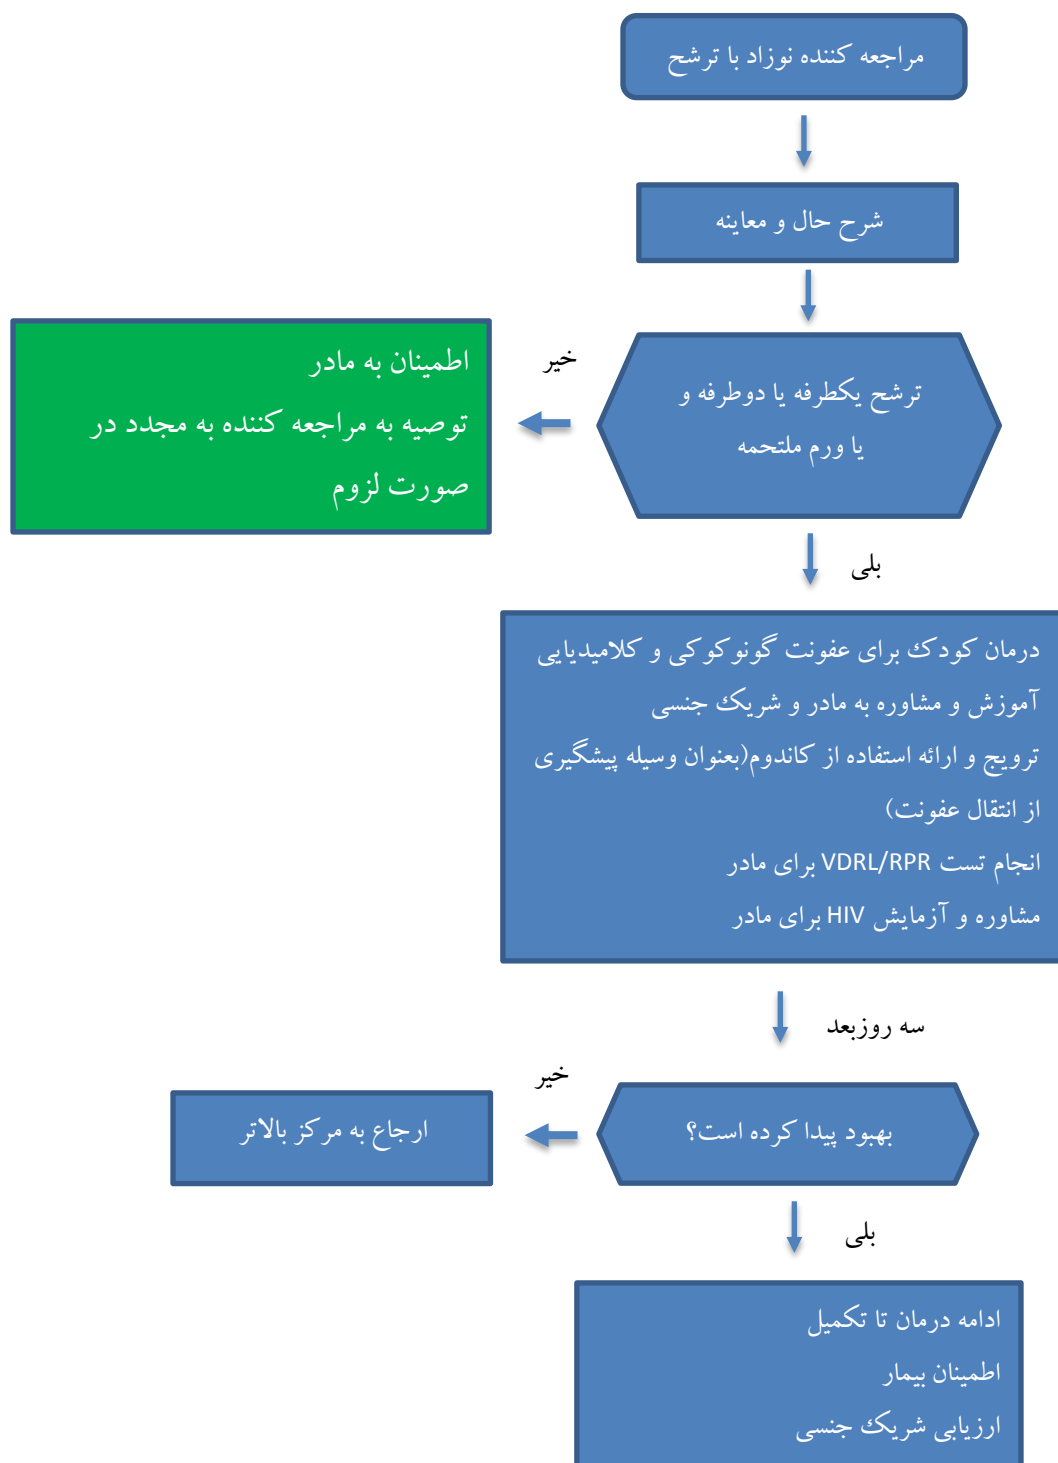 مراجعه کننده نوزاد با ترشح
شرح حال و معاینه
ترشح یکطرفه یا دوطرفه و
یا ورم ملتحمه
خیر
اطمینان به مادر
توصیه به مراجعه کننده به مجدد در
صورت لزوم
بلی
درمان کودک برای عفونت گونوکوکی و کلامیدیایی
آموزش و مشاوره به مادر و شریک جنسی
ترویج و ارائه استفاده از کاندوم(بعنوان وسیله پیشگیری
از انتقال عفونت)
انجام تست VDRL/RPR برای مادر
مشاوره و آزمایش HIV برای مادر
سه روزبعد
بهبود پیدا کرده است؟
خیر
ارجاع به مرکز بالاتر
بلی
ادامه درمان تا تکمیل
اطمینان بیمار
ارزیابی شریک جنسی